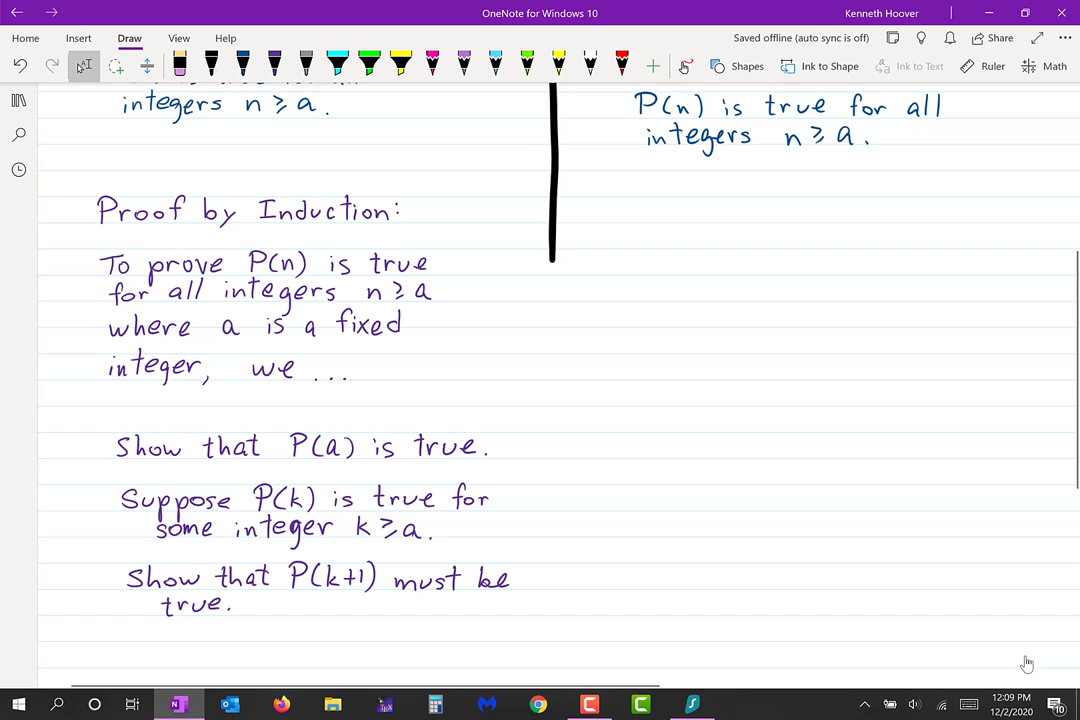 OneNote for Windows 10
Kenneth Hoover
Home
Insert
Draw
View
Help
Saved offline (auto sync is off)
Share
Shapes
Ink to Shape
Ink to Text
Ruler
Math
integers n ≥ a.
P(n) is true for all
integers n ≥ a.
Proof by Induction:
To prove P(n) is true
for all integers n ≥ a
where a is a fixed
integer, we ...
Show that P(a) is true.
Suppose P(k) is true for
some integer k ≥ a.
Show that P(k+1) must be
true.
12:09 PM
12/2/2020
10